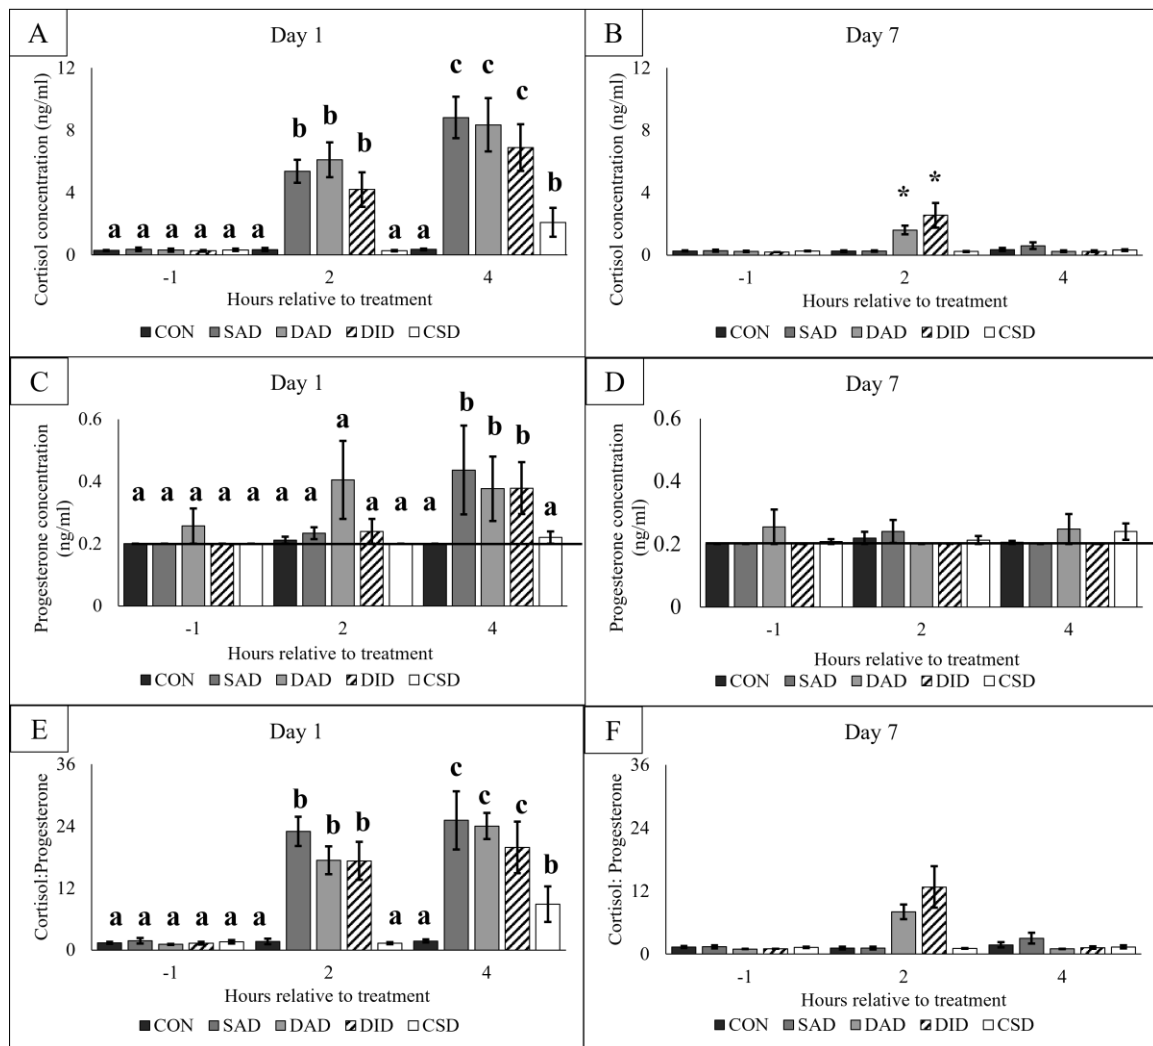 A
Day 1
Cortisol concentration (ng/ml)
12
8
4
0
a a a a a a b b b a a c c c b
-1 2 4
Hours relative to treatment
CON SAD DAD DID CSD
B
Day 7
Cortisol concentration (ng/ml)
12
8
4
0
* *
-1 2 4
Hours relative to treatment
CON SAD DAD DID CSD
C
Day 1
Progesterone concentration
(ng/ml)
0.6
0.4
0.2
0
a a a a a a a a a a a b b b a
-1 2 4
Hours relative to treatment
CON SAD DAD DID CSD
D
Day 7
Progesterone concentration
(ng/ml)
0.6
0.4
0.2
0
-1 2 4
Hours relative to treatment
CON SAD DAD DID CSD
E
Day 1
Cortisol:Progesterone
36
24
12
0
a a a a a a b b b a a c c c b
-1 2 4
Hours relative to treatment
CON SAD DAD DID CSD
F
Day 7
Cortisol: Progesterone
36
24
12
0
-1 2 4
Hours relative to treatment
CON SAD DAD DID CSD